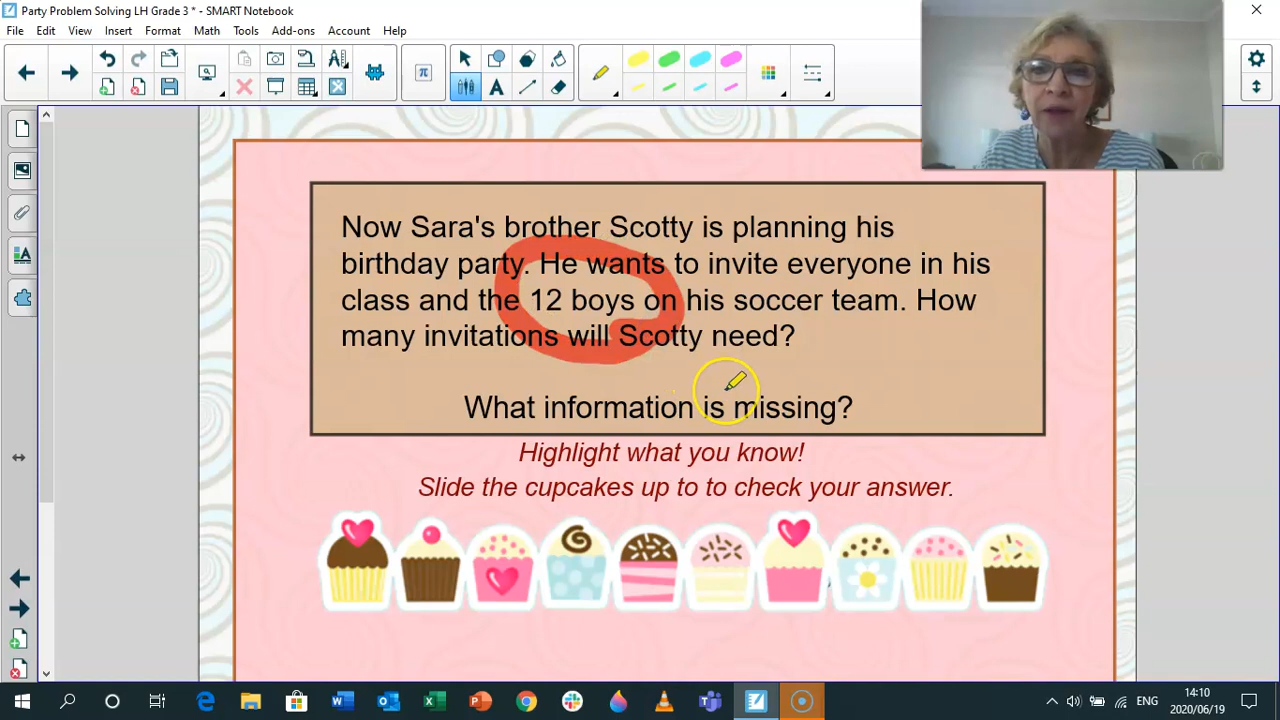 Party Problem Solving LH Grade 3 * - SMART Notebook
File Edit View Insert Format Math Tools Add-ons Account Help
Now Sara's brother Scotty is planning his
birthday party. He wants to invite everyone in his
class and the 12 boys on his soccer team. How
many invitations will Scotty need?
What information is missing?
Highlight what you know!
Slide the cupcakes up to to check your answer.
ENG
14:10
2020/06/19